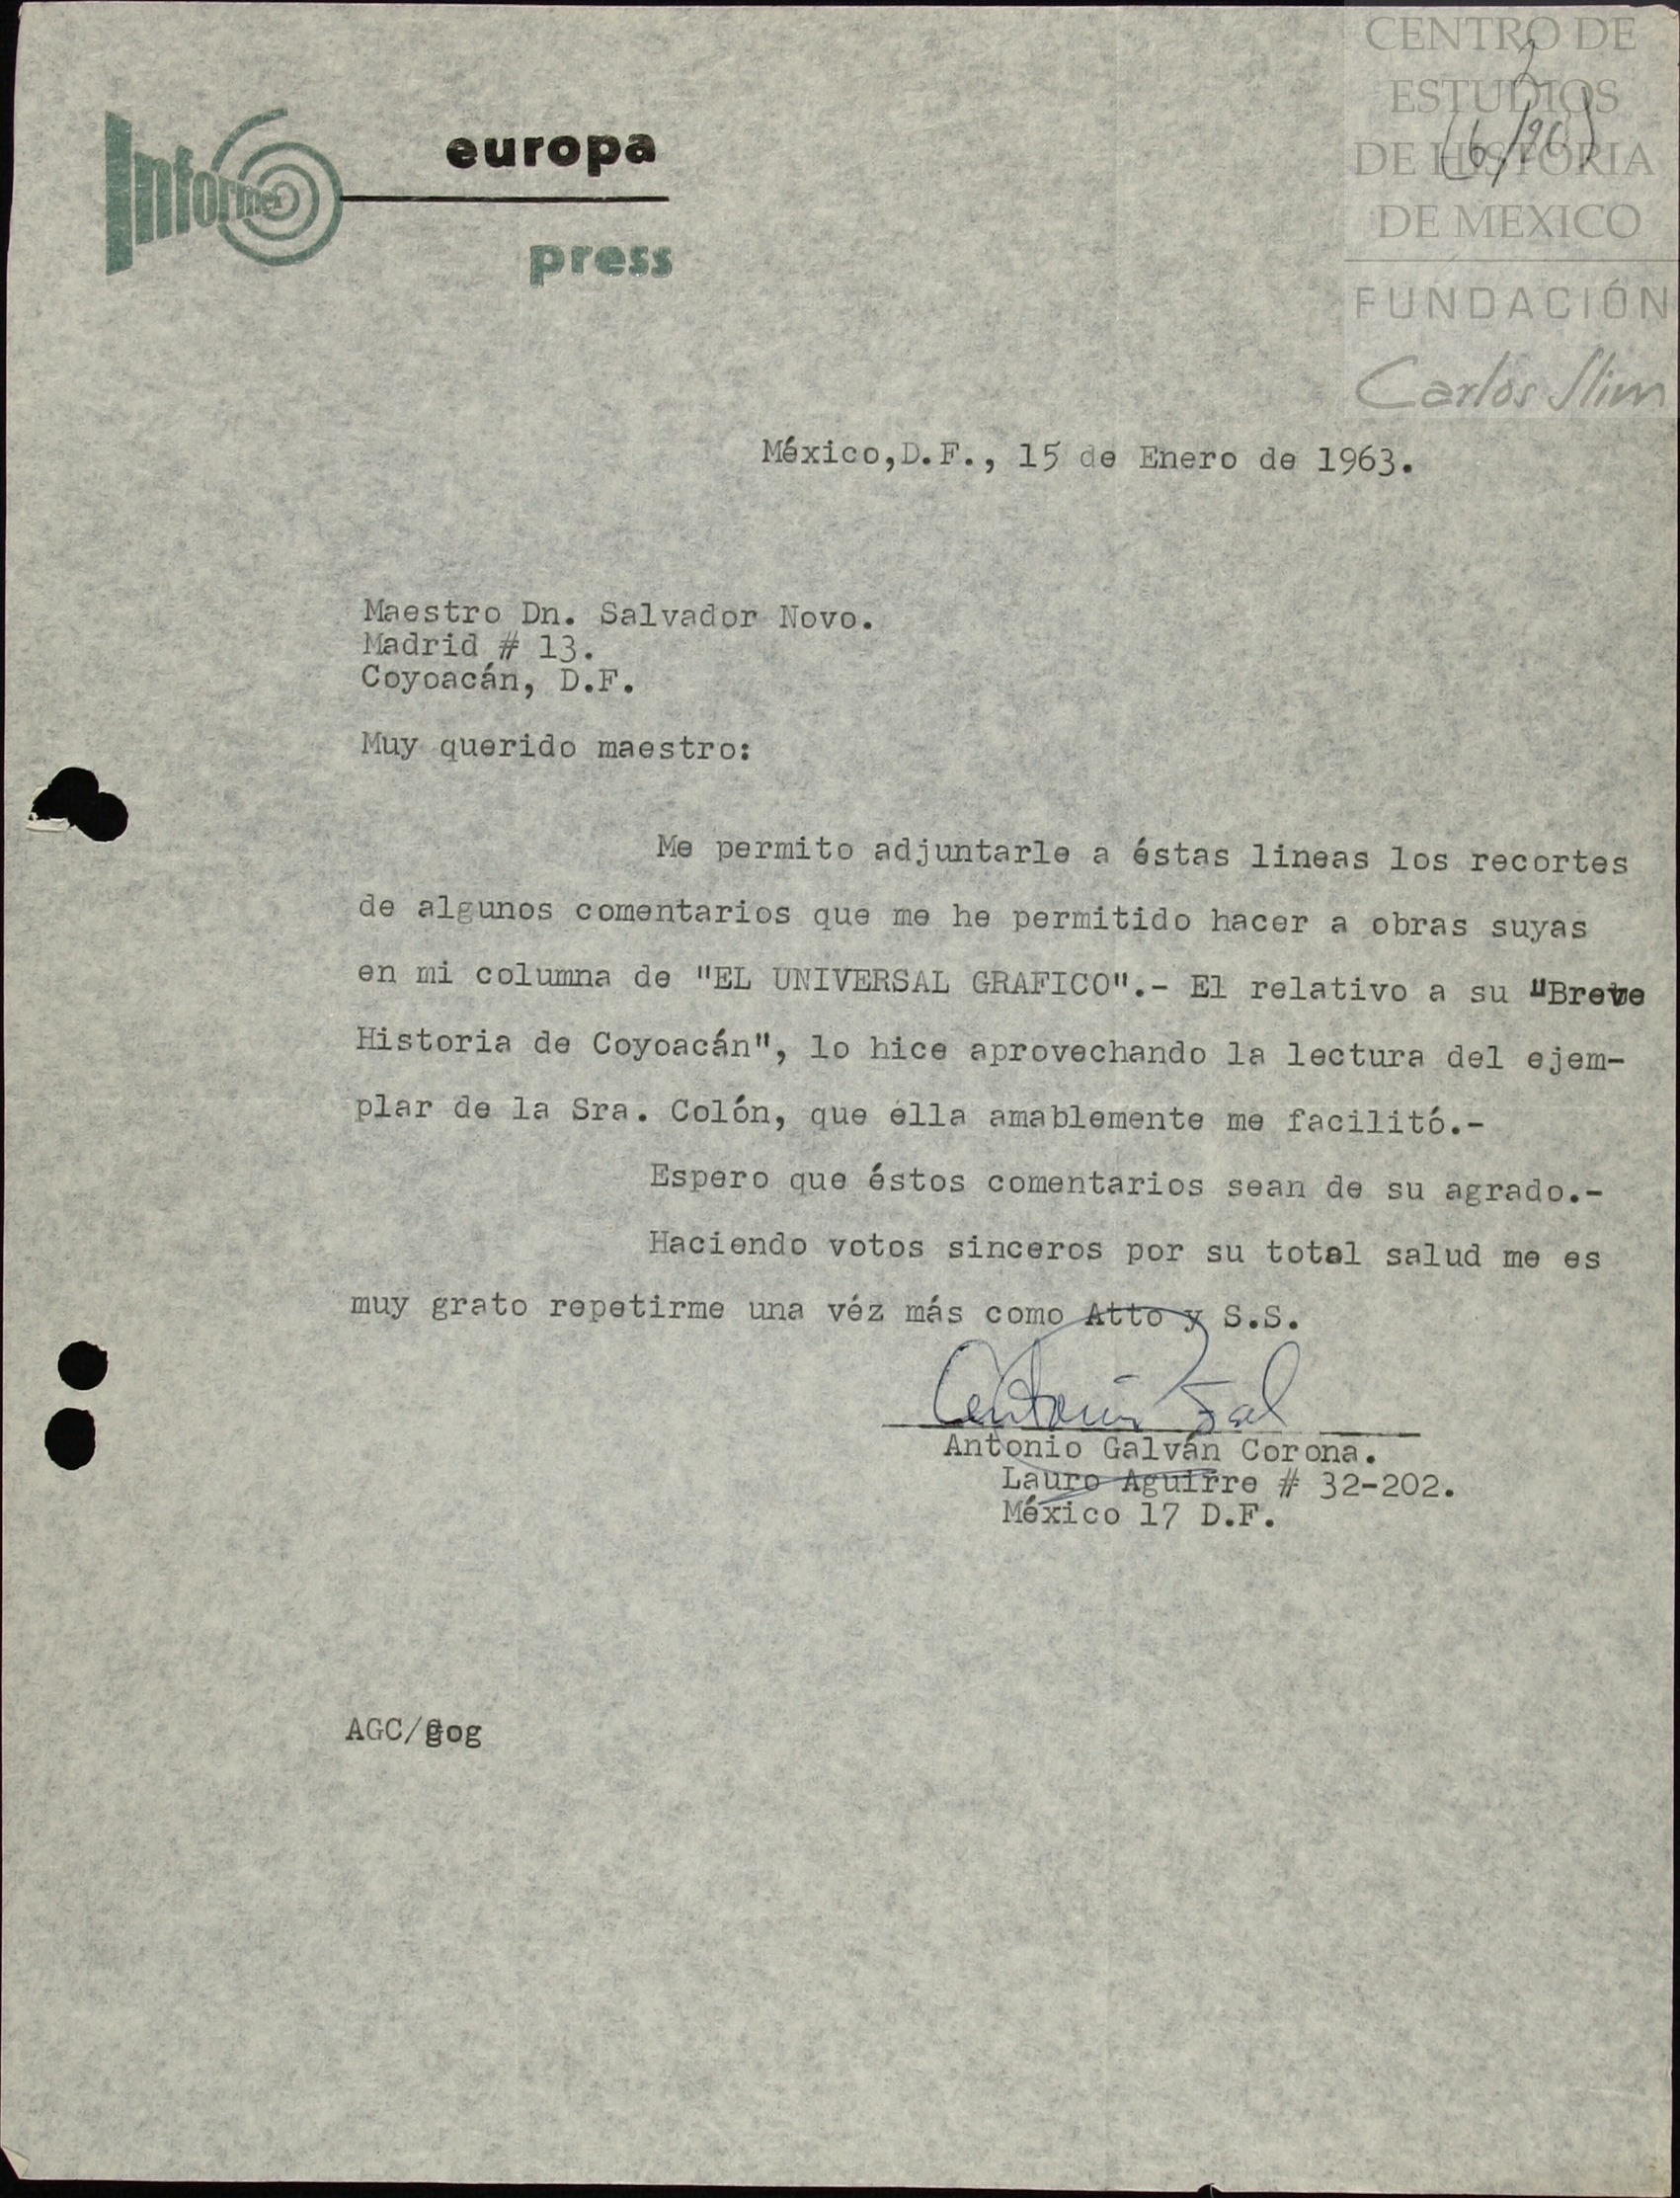 CENTRO DE
ESTUDIOS
DE HISTORIA
DE MEXICO
FUNDACIÓN
Carlos Slim
(6/20)
Informex
europa
press
México,D.F., 15 de Enero de 1963.
Maestro Dn. Salvador Novo.
Madrid # 13.
Coyoacán, D.F.
Muy querido maestro:
Me permito adjuntarle a éstas lineas los recortes
de algunos comentarios que me he permitido hacer a obras suyas
en mi columna de "EL UNIVERSAL GRAFICO".- El relativo a su "Breve
Historia de Coyoacán", lo hice aprovechando la lectura del ejem-
plar de la Sra. Colón, que élla amablemente me facilitó.-
Espero que éstos comentarios sean de su agrado.-
Haciendo votos sinceros por su total salud me es
muy grato repetirme una véz más como Atto y S.S.
Antonio Gal
Antonio Galván Corona.
Lauro Aguirre # 32-202.
México 17 D.F.
AGC/gog